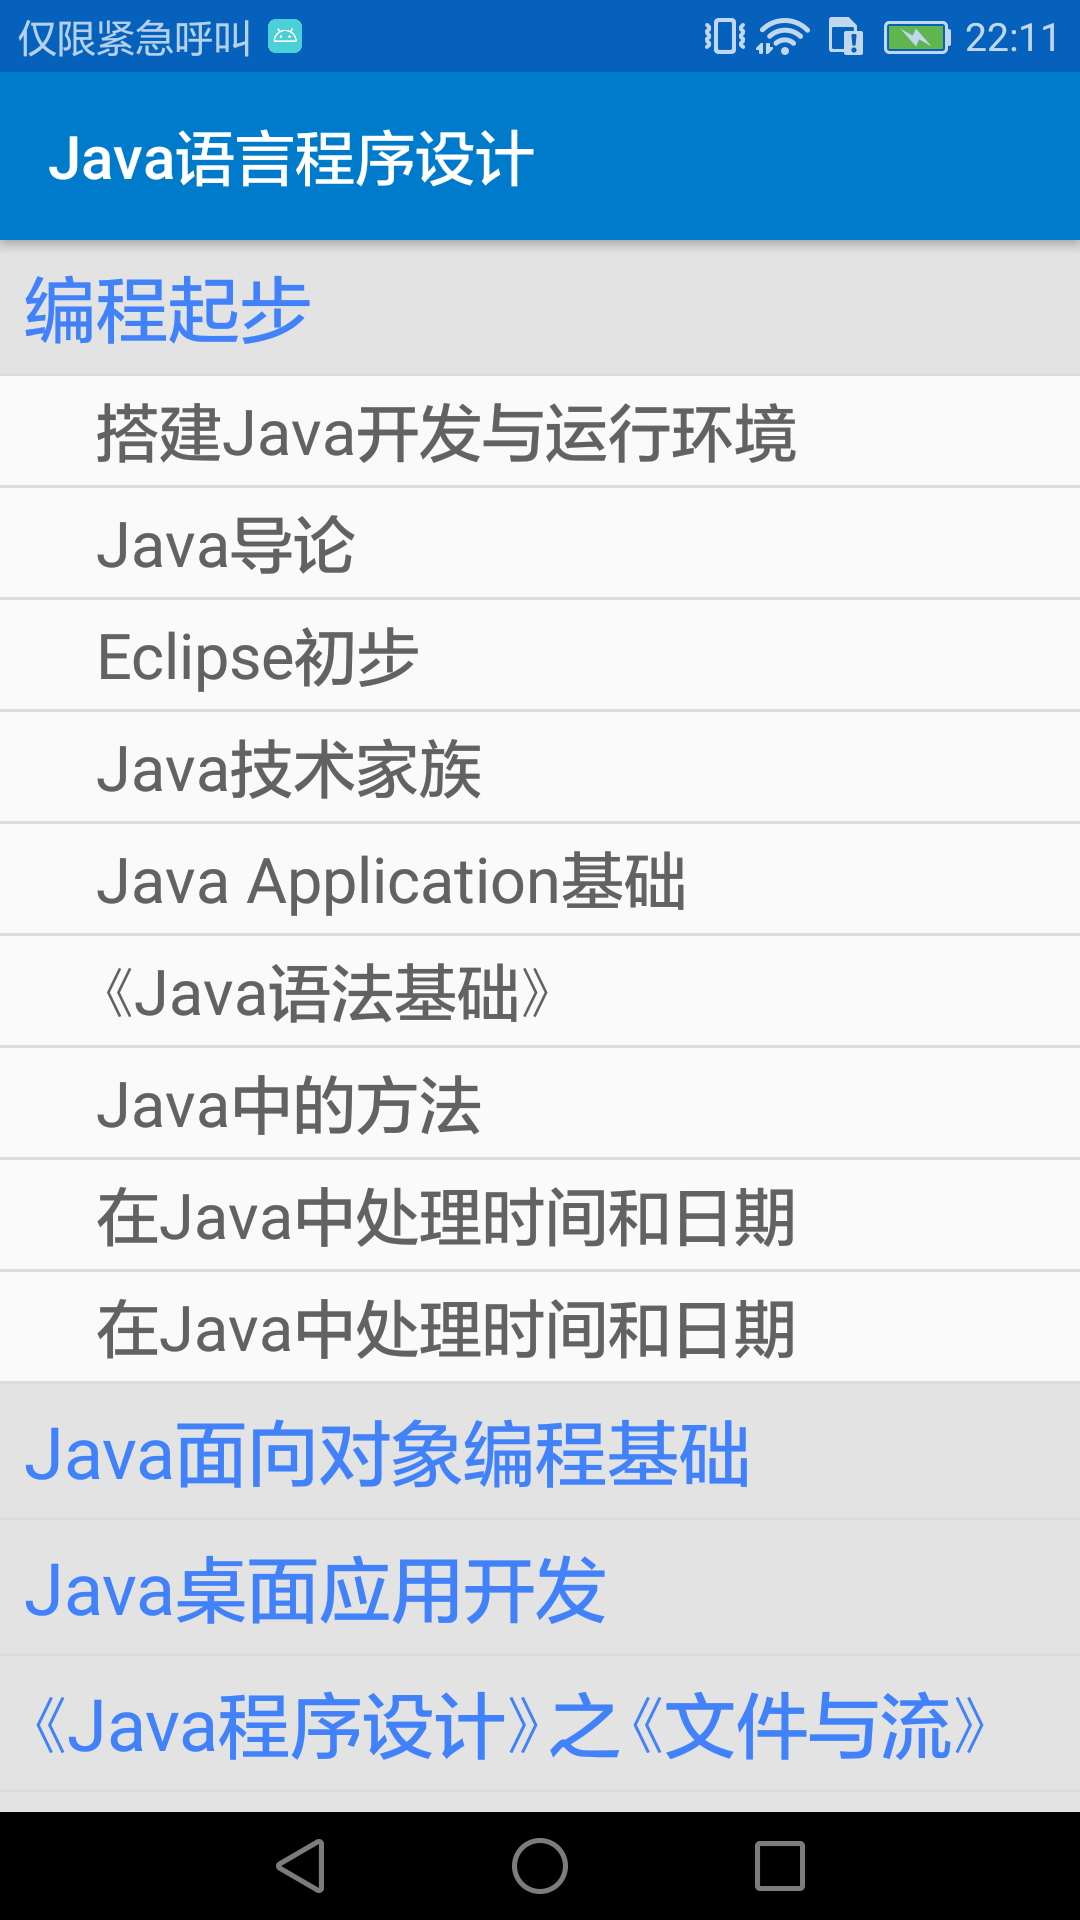 仅限紧急呼叫 22:11
Java语言程序设计
编程起步
搭建Java开发与运行环境
Java导论
Eclipse初步
Java技术家族
Java Application基础
《Java语法基础》
Java中的方法
在Java中处理时间和日期
在Java中处理时间和日期
Java面向对象编程基础
Java桌面应用开发
《Java程序设计》之《文件与流》